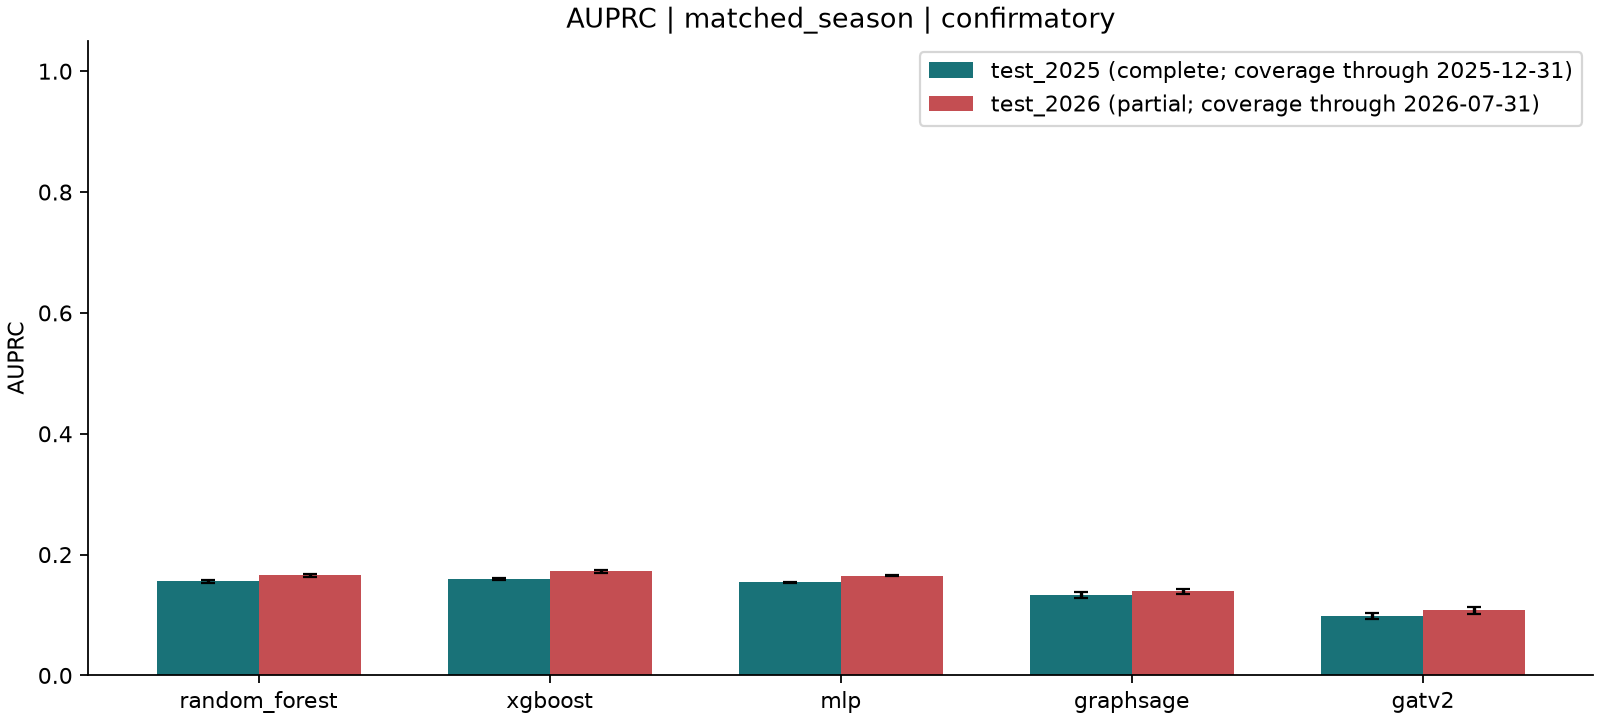 AUPRC | matched_season | confirmatory
test_2025 (complete; coverage through 2025-12-31)
test_2026 (partial; coverage through 2026-07-31)
AUPRC
1.0
0.8
0.6
0.4
0.2
0.0
random_forest
xgboost
mlp
graphsage
gatv2